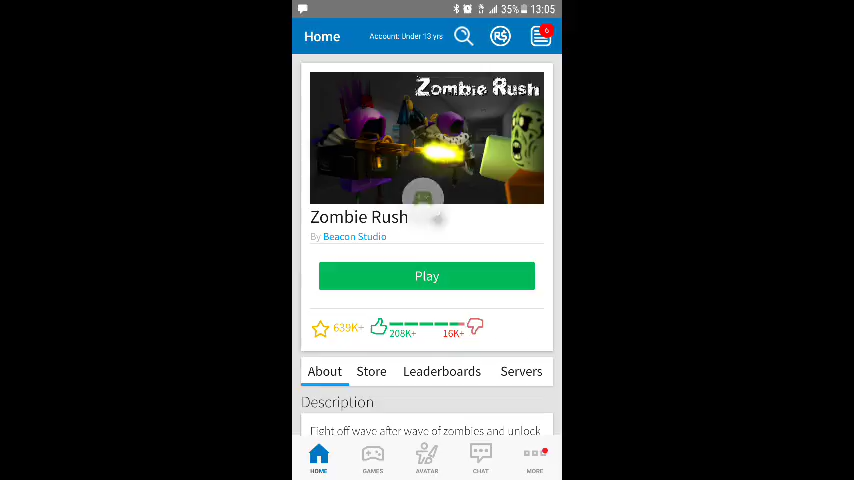 35% 13:05
Home
Account: Under 13 yrs
R$
6
Zombie Rush
Zombie Rush
By Beacon Studio
Play
639K+
208K+
16K+
About Store Leaderboards Servers
Description
Fight off wave after wave of zombies and unlock
HOME GAMES AVATAR CHAT MORE